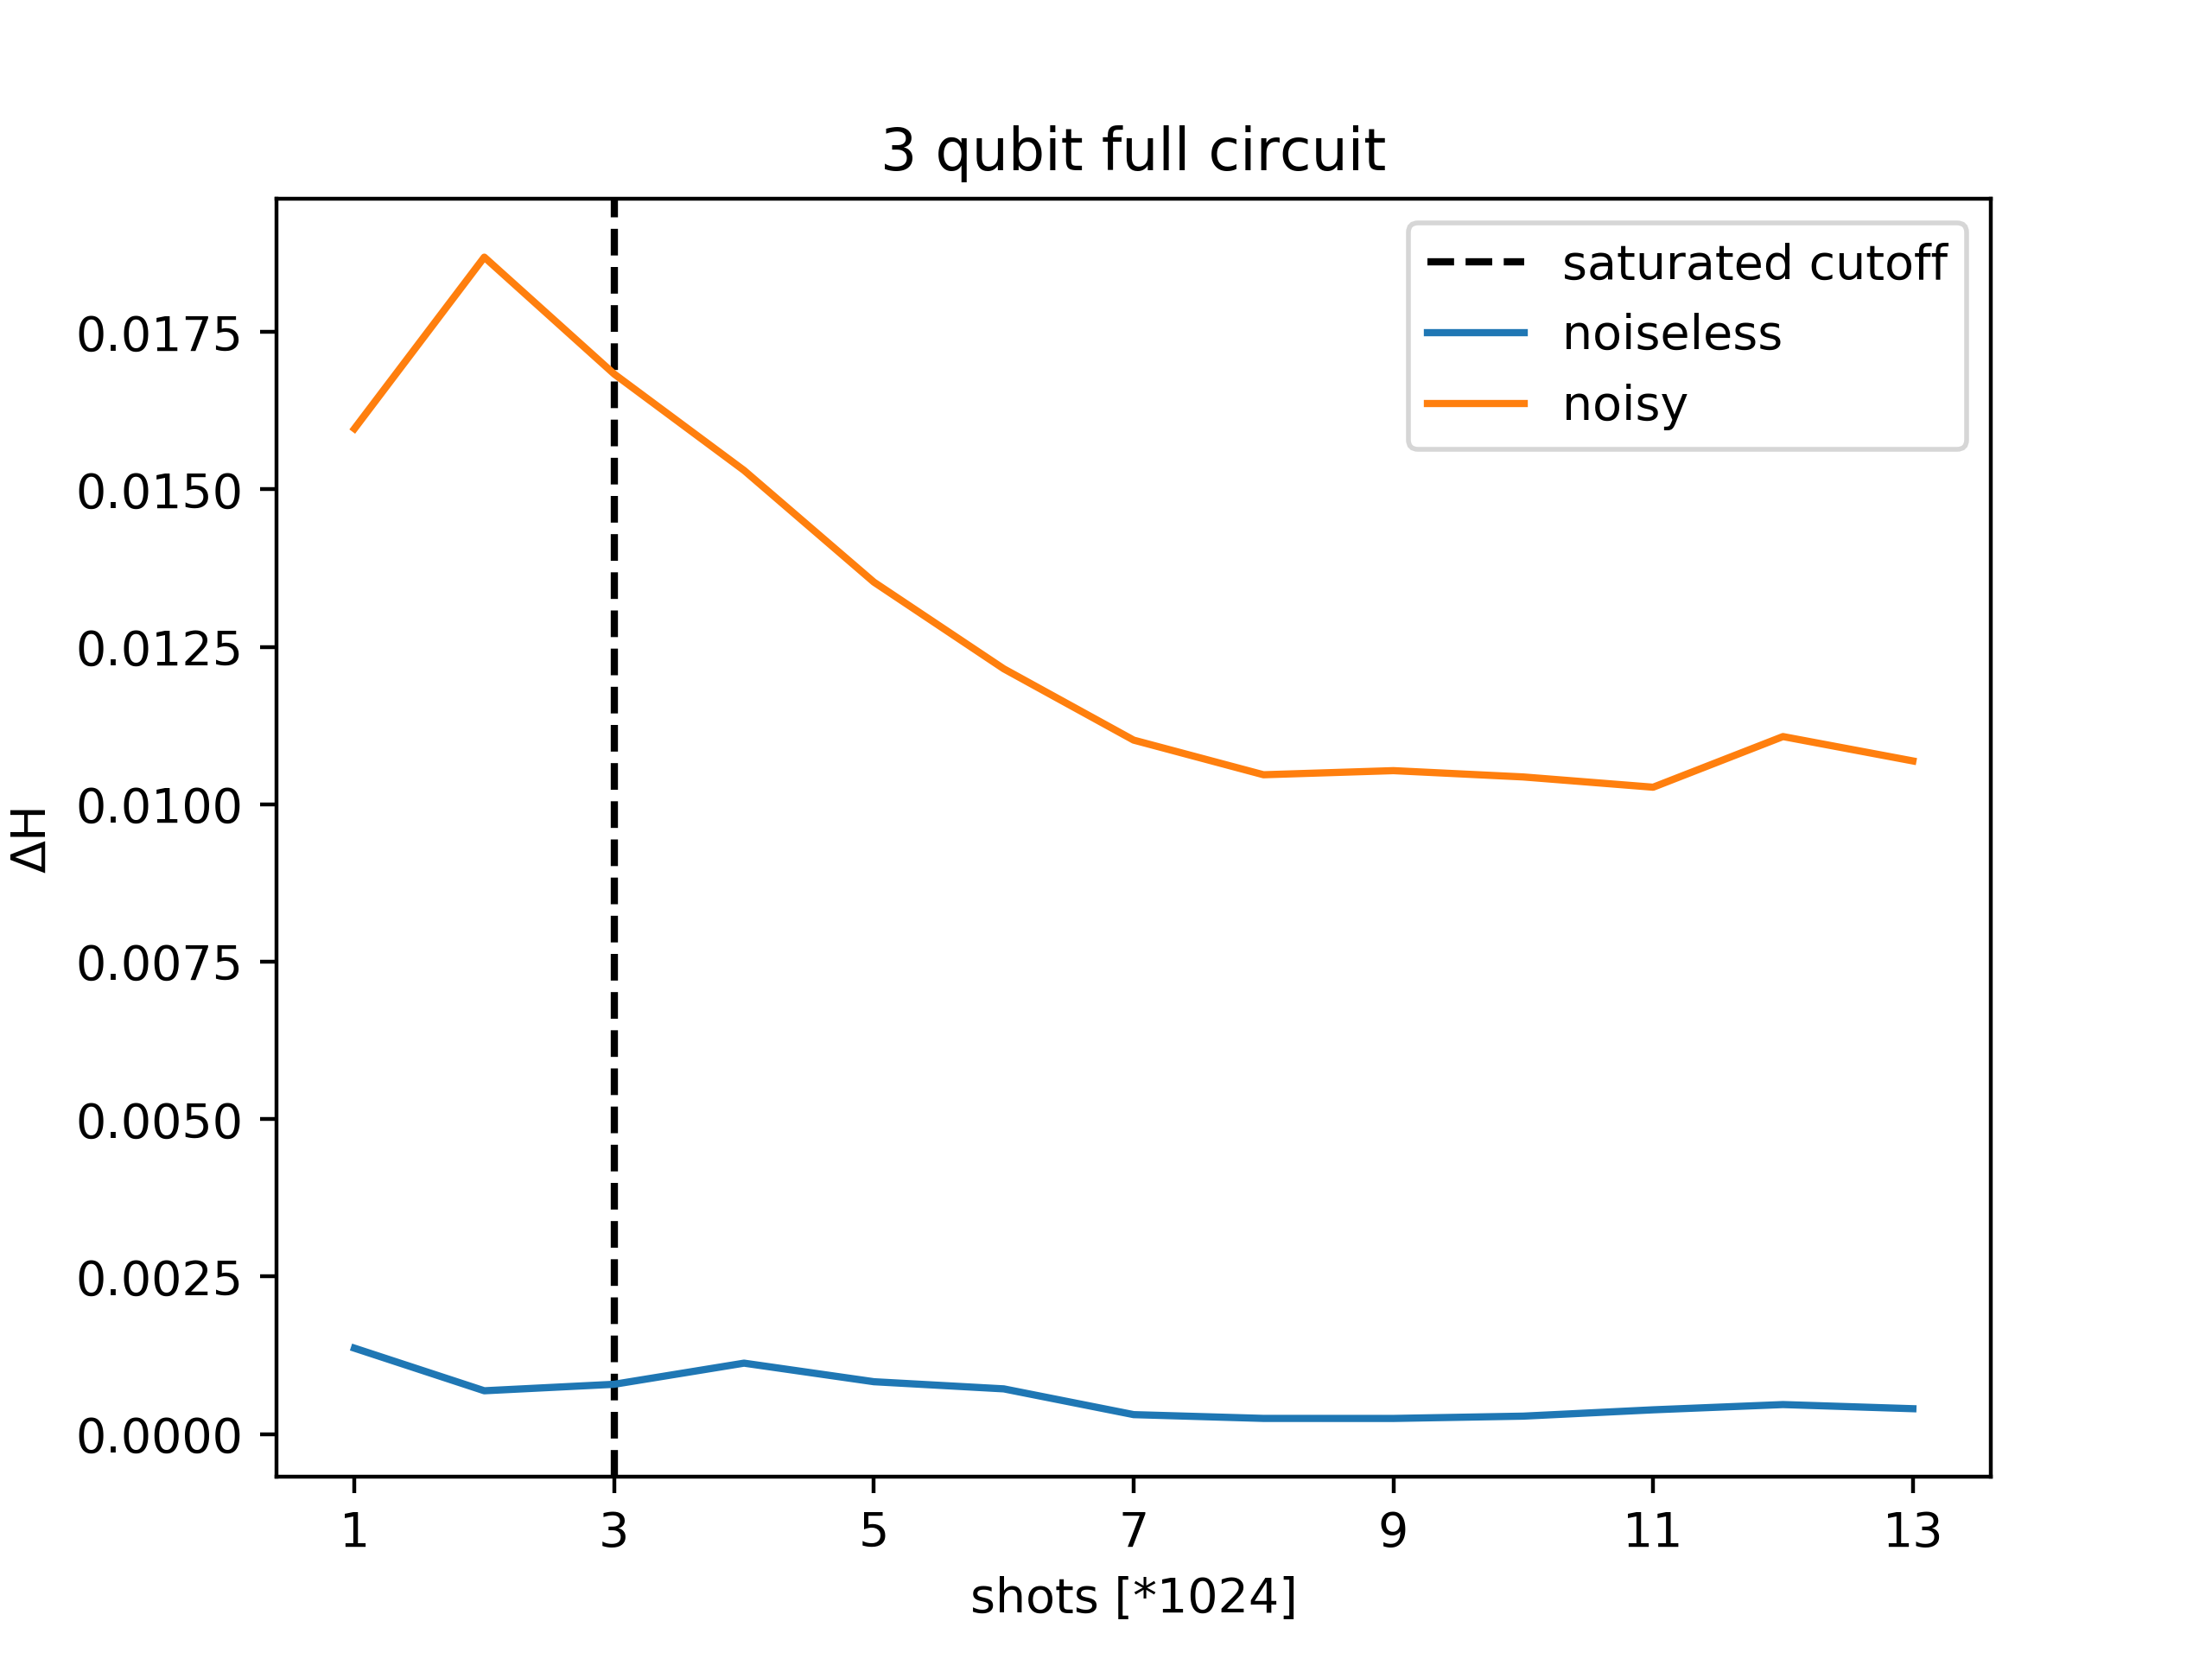 3 qubit full circuit
saturated cutoff
noiseless
noisy
0.0175
0.0150
0.0125
0.0100
0.0075
0.0050
0.0025
0.0000
ΔH
1 3 5 7 9 11 13
shots [*1024]